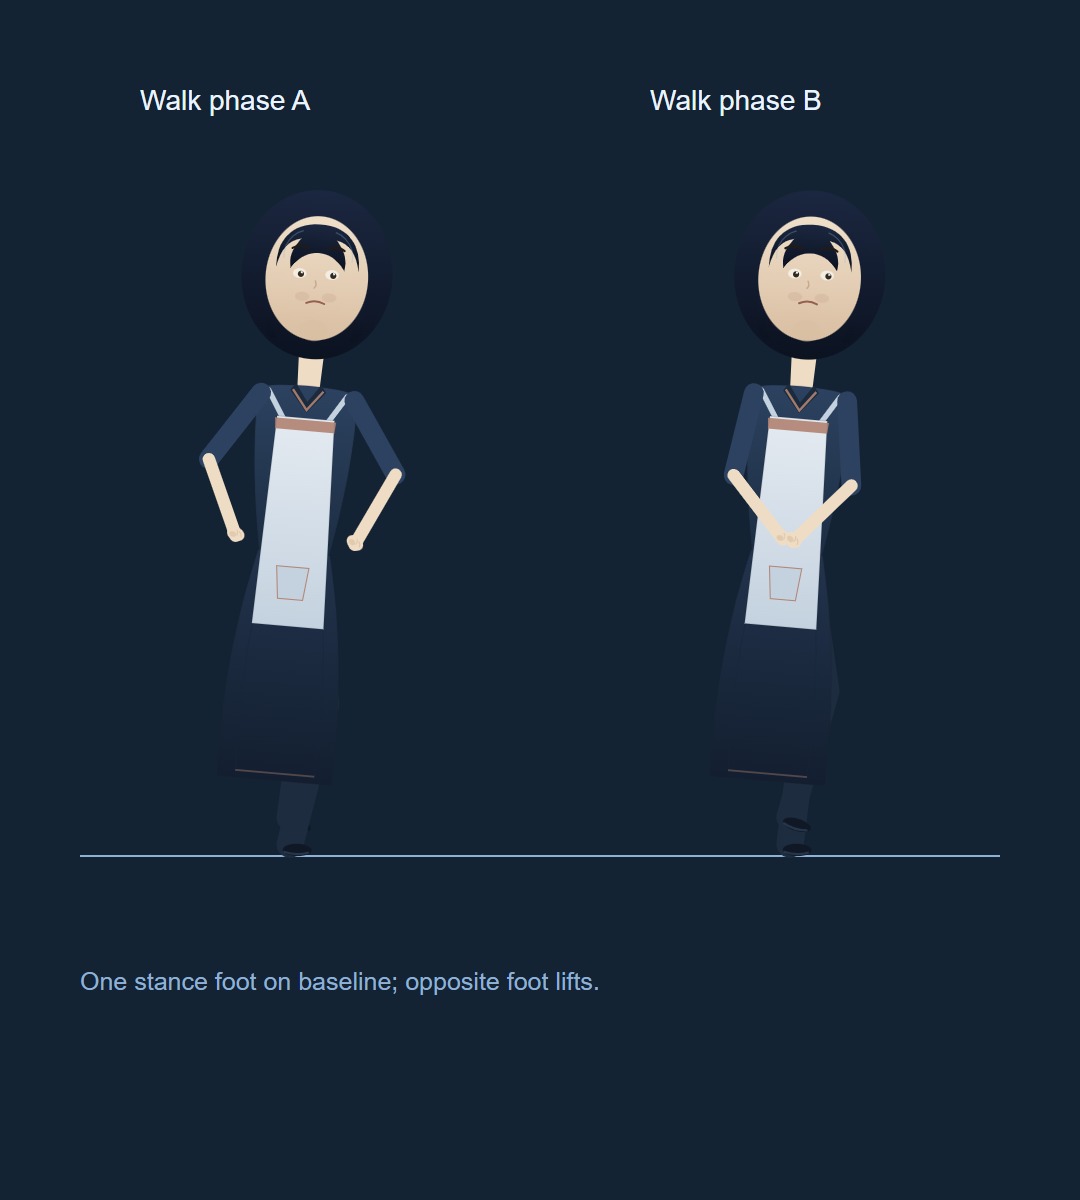 Walk phase A
Walk phase B
One stance foot on baseline; opposite foot lifts.